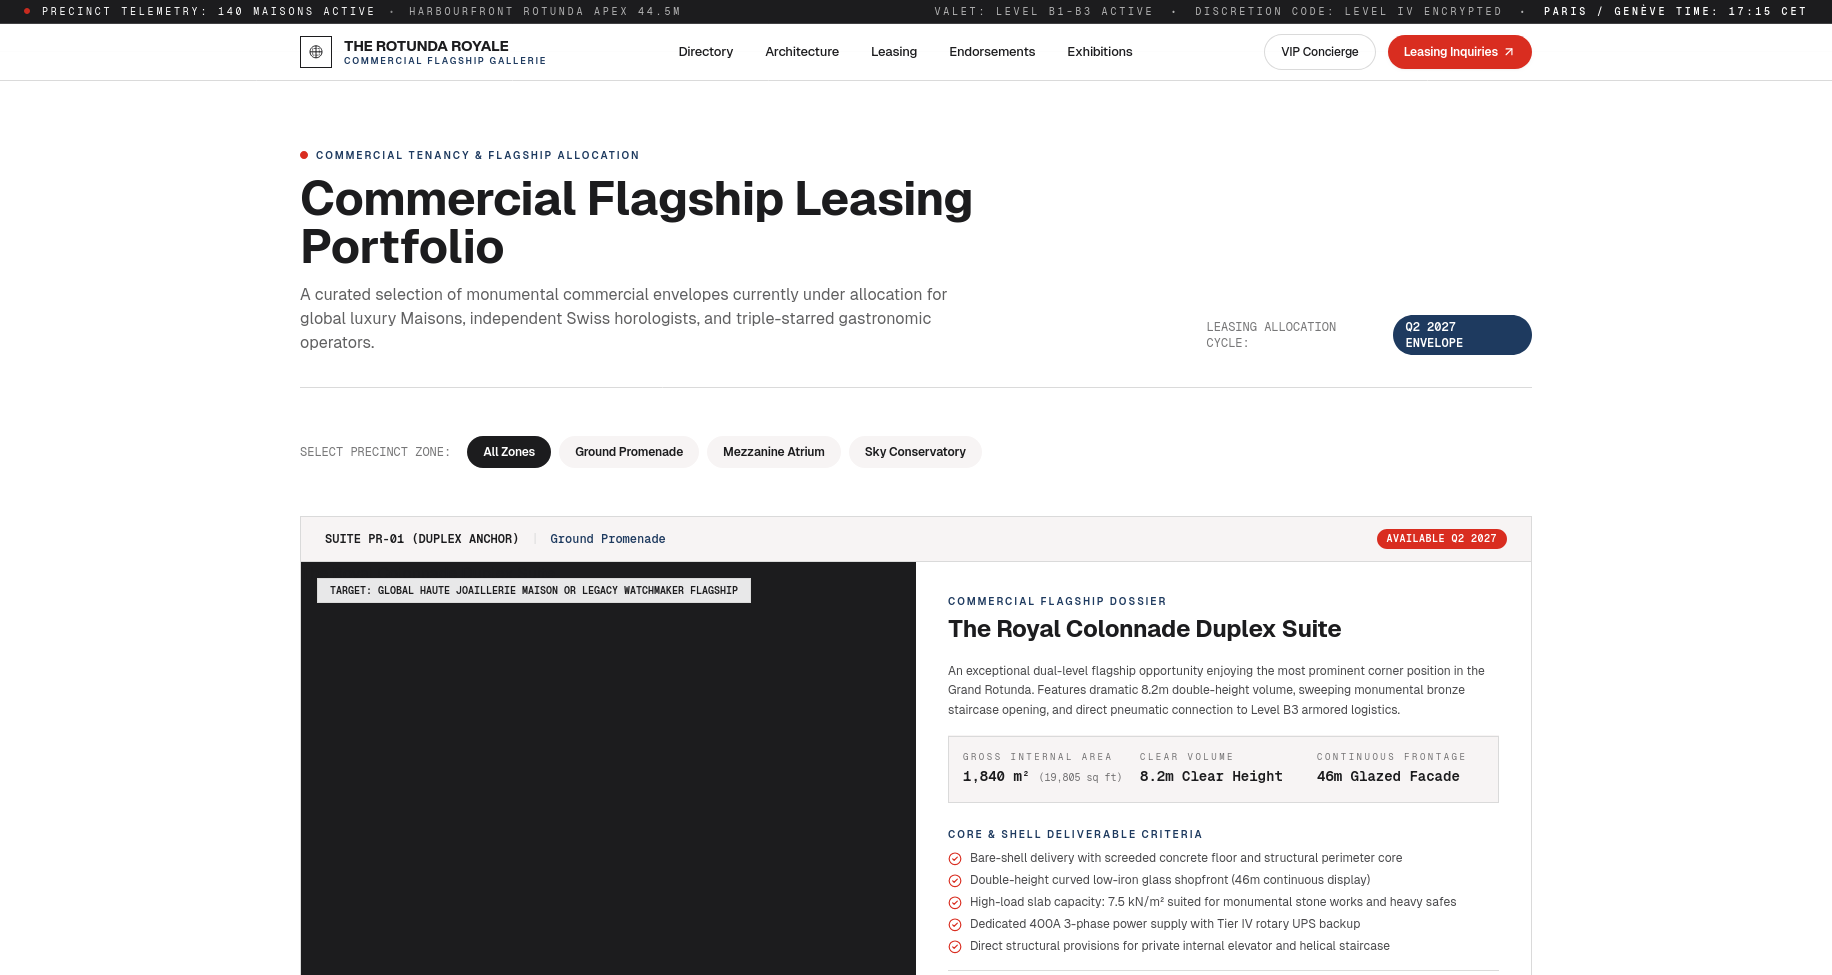 PRECINCT TELEMETRY: 140 MAISONS ACTIVE • HARBOURFRONT ROTUNDA APEX 44.5M
VALET: LEVEL B1–B3 ACTIVE • DISCRETION CODE: LEVEL IV ENCRYPTED • PARIS / GENÈVE TIME: 17:15 CET
THE ROTUNDA ROYALE
COMMERCIAL FLAGSHIP GALLERIE
Directory
Architecture
Leasing
Endorsements
Exhibitions
VIP Concierge
Leasing Inquiries
COMMERCIAL TENANCY & FLAGSHIP ALLOCATION
Commercial Flagship Leasing
Portfolio
A curated selection of monumental commercial envelopes currently under allocation for
global luxury Maisons, independent Swiss horologists, and triple-starred gastronomic
operators.
LEASING ALLOCATION
CYCLE:
Q2 2027
ENVELOPE
SELECT PRECINCT ZONE:
All Zones
Ground Promenade
Mezzanine Atrium
Sky Conservatory
SUITE PR-01 (DUPLEX ANCHOR) | Ground Promenade
AVAILABLE Q2 2027
TARGET: GLOBAL HAUTE JOAILLERIE MAISON OR LEGACY WATCHMAKER FLAGSHIP
COMMERCIAL FLAGSHIP DOSSIER
The Royal Colonnade Duplex Suite
An exceptional dual-level flagship opportunity enjoying the most prominent corner position in the
Grand Rotunda. Features dramatic 8.2m double-height volume, sweeping monumental bronze
staircase opening, and direct pneumatic connection to Level B3 armored logistics.
GROSS INTERNAL AREA
1,840 m² (19,805 sq ft)
CLEAR VOLUME
8.2m Clear Height
CONTINUOUS FRONTAGE
46m Glazed Facade
CORE & SHELL DELIVERABLE CRITERIA
Bare-shell delivery with screeded concrete floor and structural perimeter core
Double-height curved low-iron glass shopfront (46m continuous display)
High-load slab capacity: 7.5 kN/m² suited for monumental stone works and heavy safes
Dedicated 400A 3-phase power supply with Tier IV rotary UPS backup
Direct structural provisions for private internal elevator and helical staircase